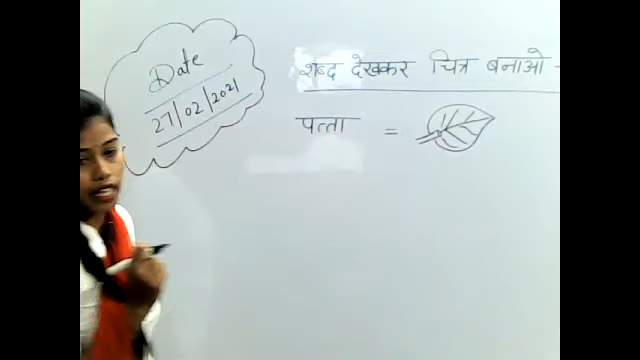 Date
27/02/2021
शब्द देखकर चित्र बनाओ -
पत्ता =